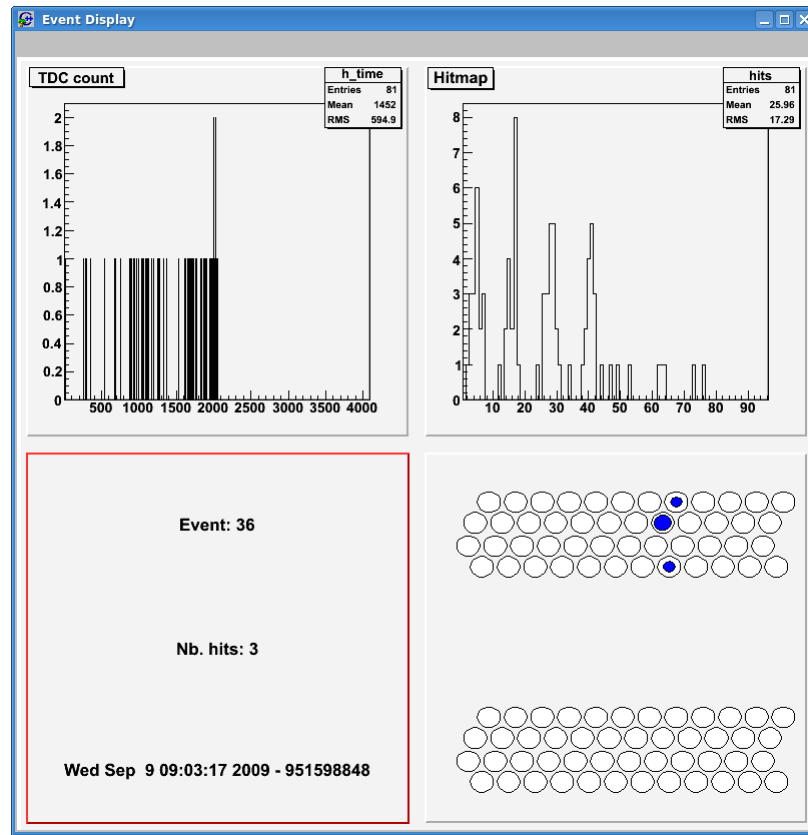 Event Display
TDC count
h_time
Entries 81
Mean 1452
RMS 594.9
2
1.8
1.6
1.4
1.2
1
0.8
0.6
0.4
0.2
0
500 1000 1500 2000 2500 3000 3500 4000
Hitmap
hits
Entries 81
Mean 25.96
RMS 17.29
8
7
6
5
4
3
2
1
0
10 20 30 40 50 60 70 80 90
Event: 36
Nb. hits: 3
Wed Sep  9 09:03:17 2009 - 951598848